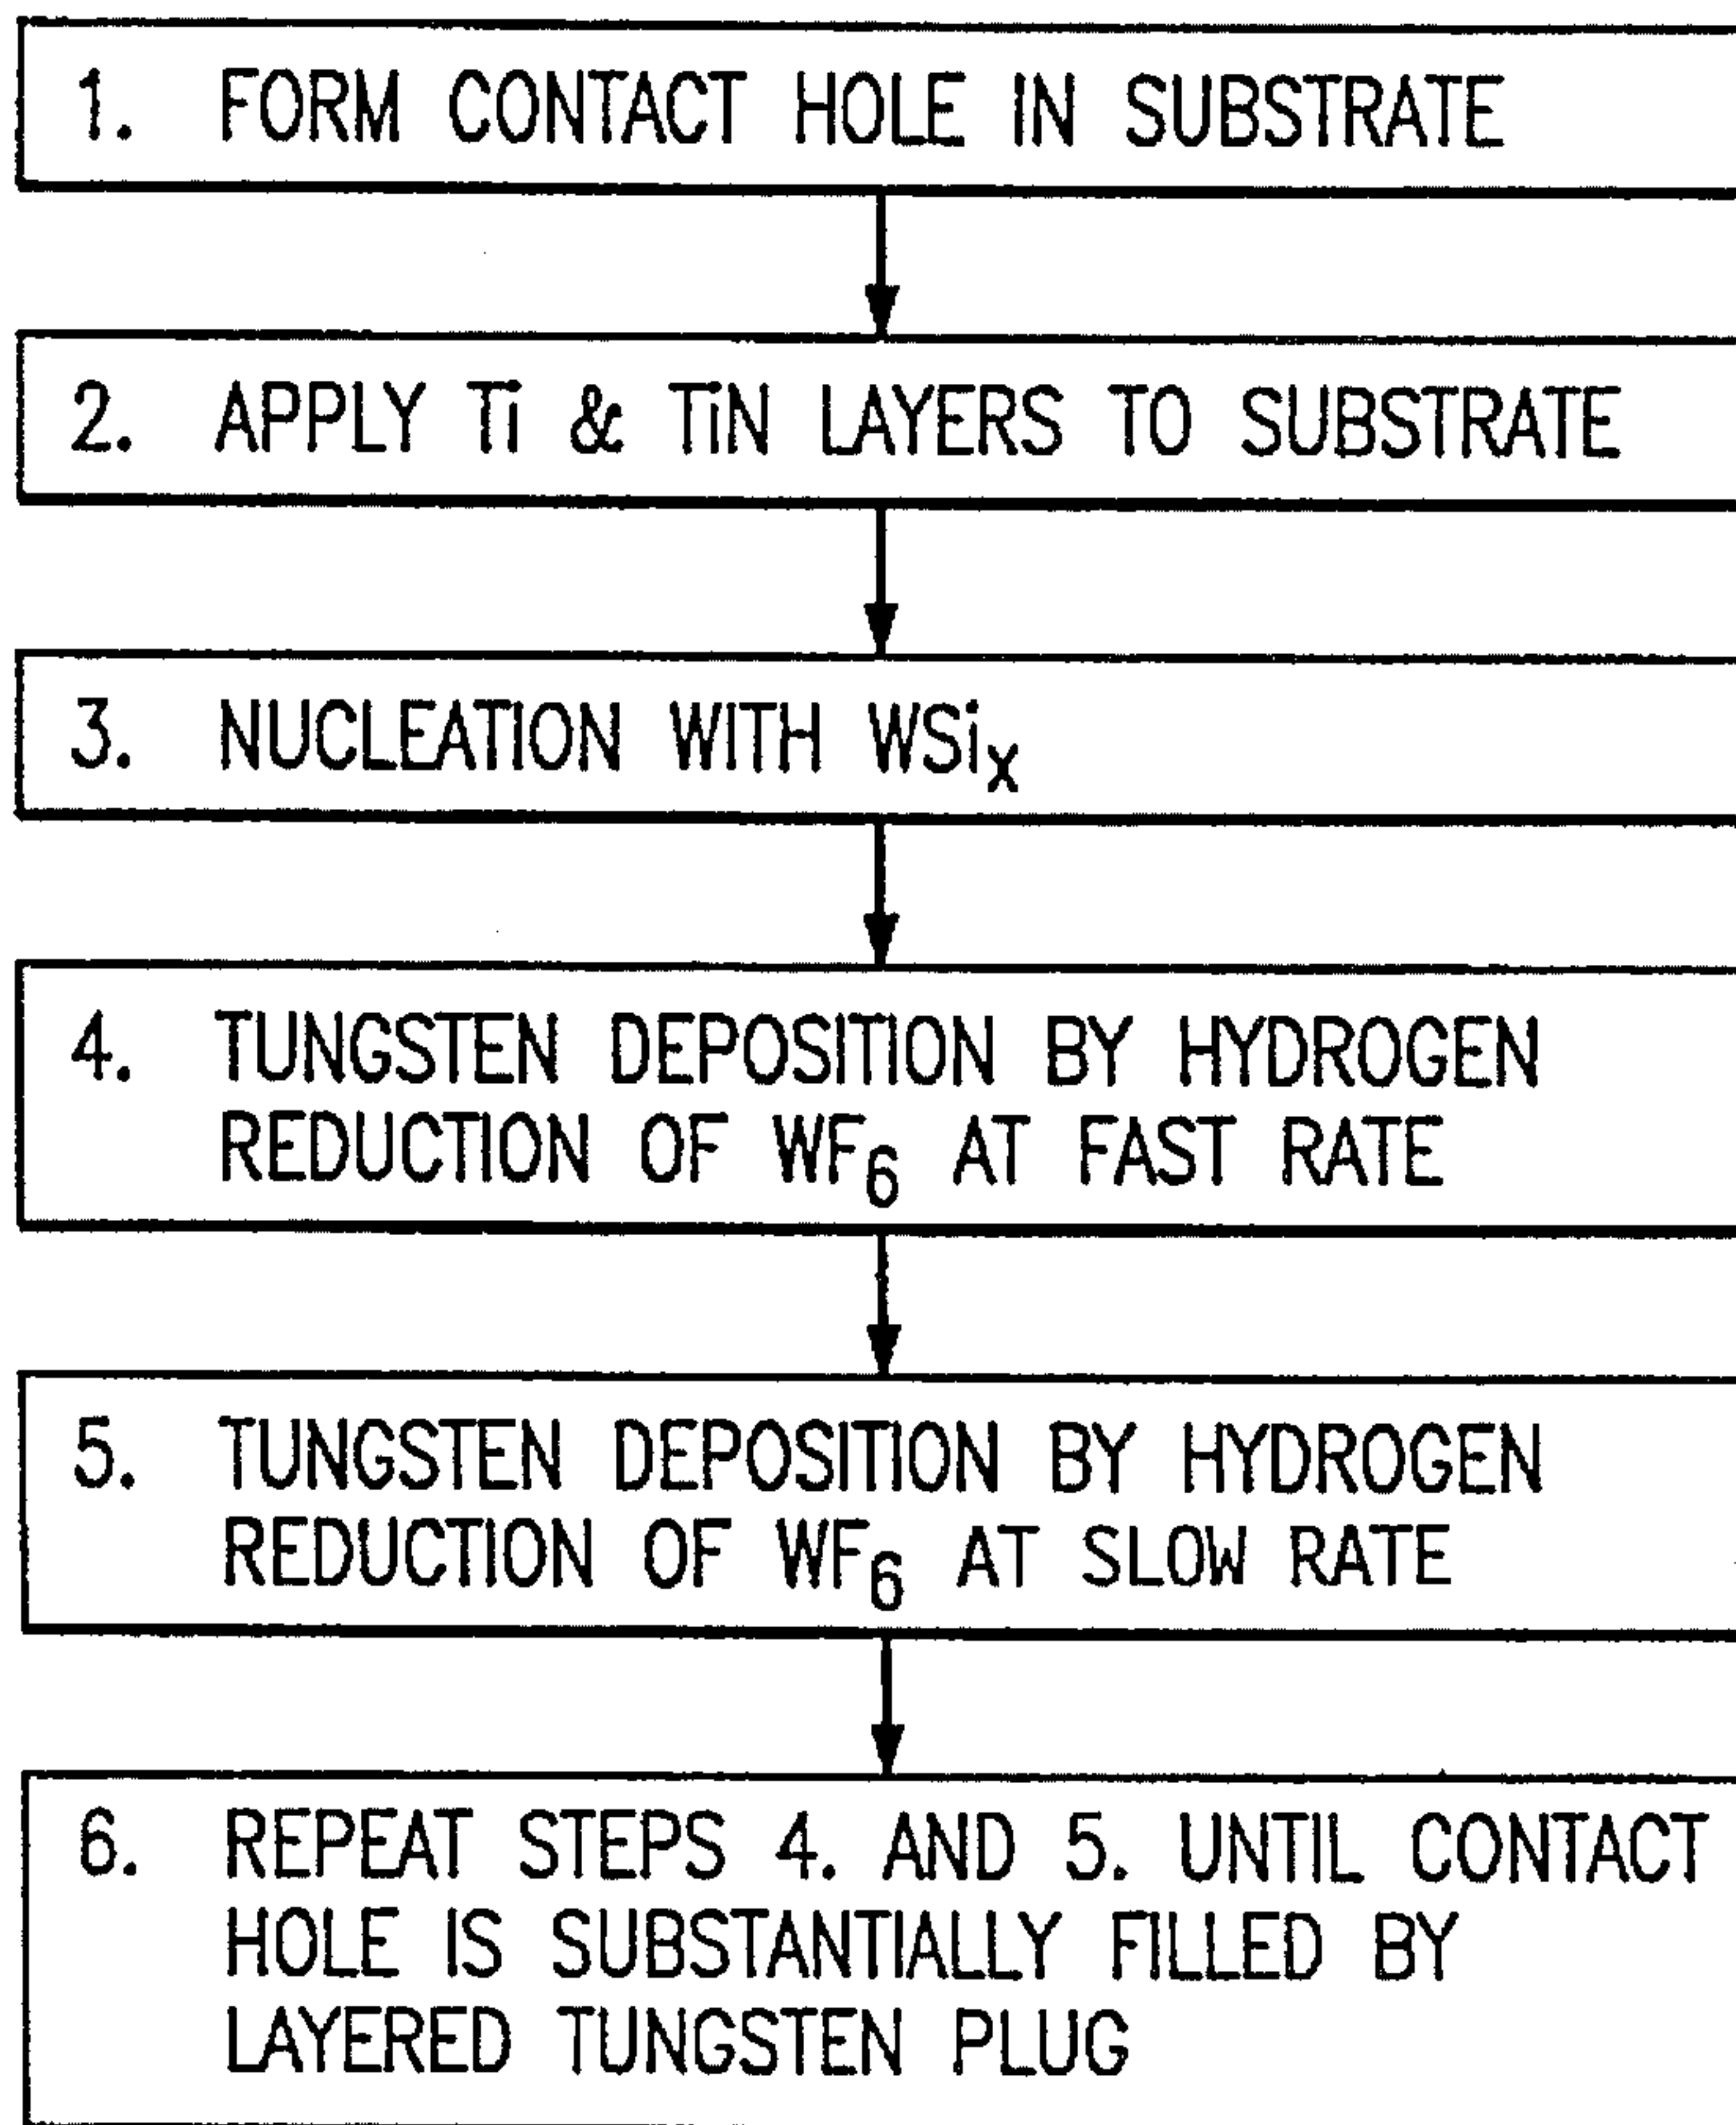 1. FORM CONTACT HOLE IN SUBSTRATE
2. APPLY Ti & TiN LAYERS TO SUBSTRATE
3. NUCLEATION WITH WSiₓ
4. TUNGSTEN DEPOSITION BY HYDROGEN
REDUCTION OF WF₆ AT FAST RATE
5. TUNGSTEN DEPOSITION BY HYDROGEN
REDUCTION OF WF₆ AT SLOW RATE
6. REPEAT STEPS 4. AND 5. UNTIL CONTACT
HOLE IS SUBSTANTIALLY FILLED BY
LAYERED TUNGSTEN PLUG